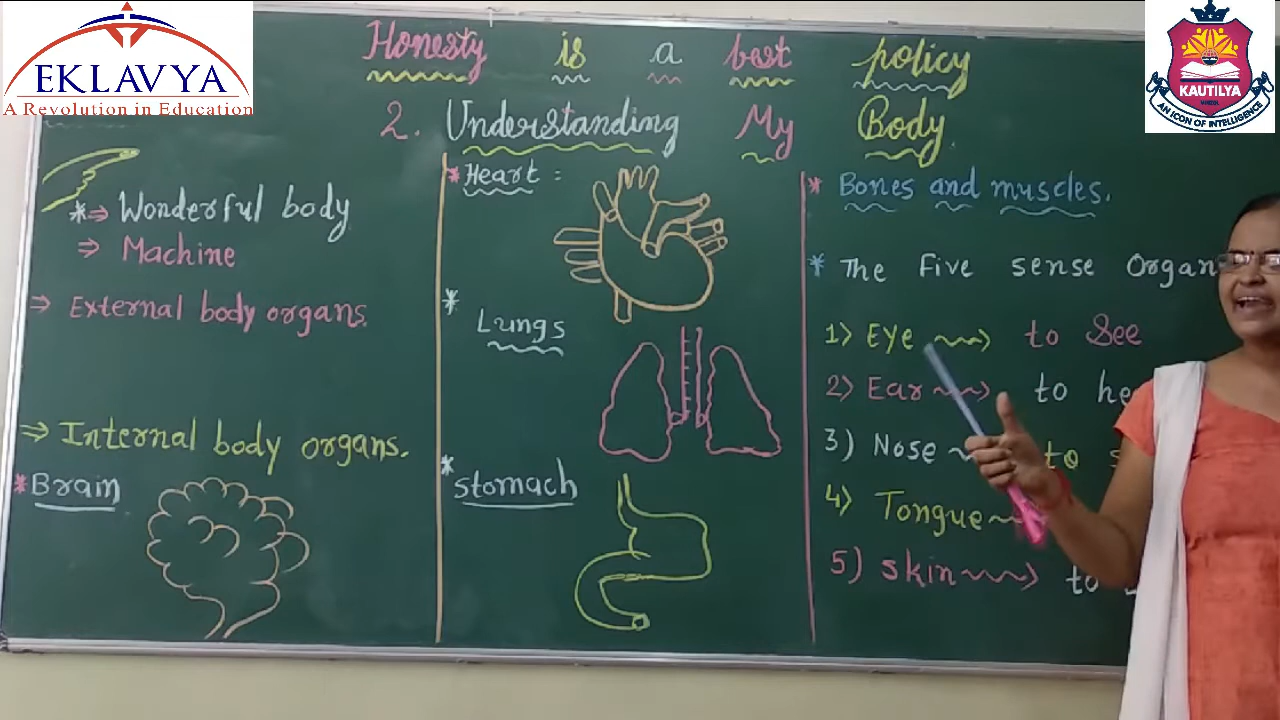 EKLAVYA
A Revolution in Education
KAUTILYA
AN ICON OF INTELLIGENCE
Honesty is a best policy
2. Understanding My Body
* ⇒ Wonderful body
⇒ Machine
⇒ External body organs.
⇒ Internal body organs.
* Brain
* Heart :
* Lungs
* Stomach
* Bones and muscles.
* The Five sense Organ
1) Eye to See
2) Ear to he
3) Nose to s
4) Tongue
5) skin to